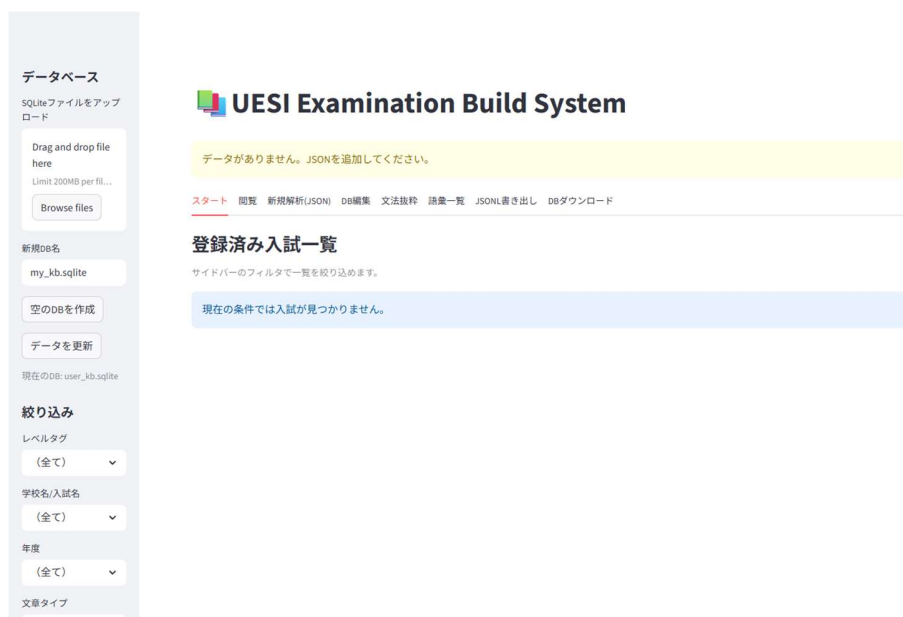 データベース
SQLiteファイルをアップ
ロード
Drag and drop file
here
Limit 200MB per fil...
Browse files
新規DB名
my_kb.sqlite
空のDBを作成
データを更新
現在のDB: user_kb.sqlite
絞り込み
レベルタグ
（全て）
学校名/入試名
（全て）
年度
（全て）
文章タイプ
UESI Examination Build System
データがありません。JSONを追加してください。
スタート 閲覧 新規解析(JSON) DB編集 文法抜粋 語彙一覧 JSONL書き出し DBダウンロード
登録済み入試一覧
サイドバーのフィルタで一覧を絞り込めます。
現在の条件では入試が見つかりません。